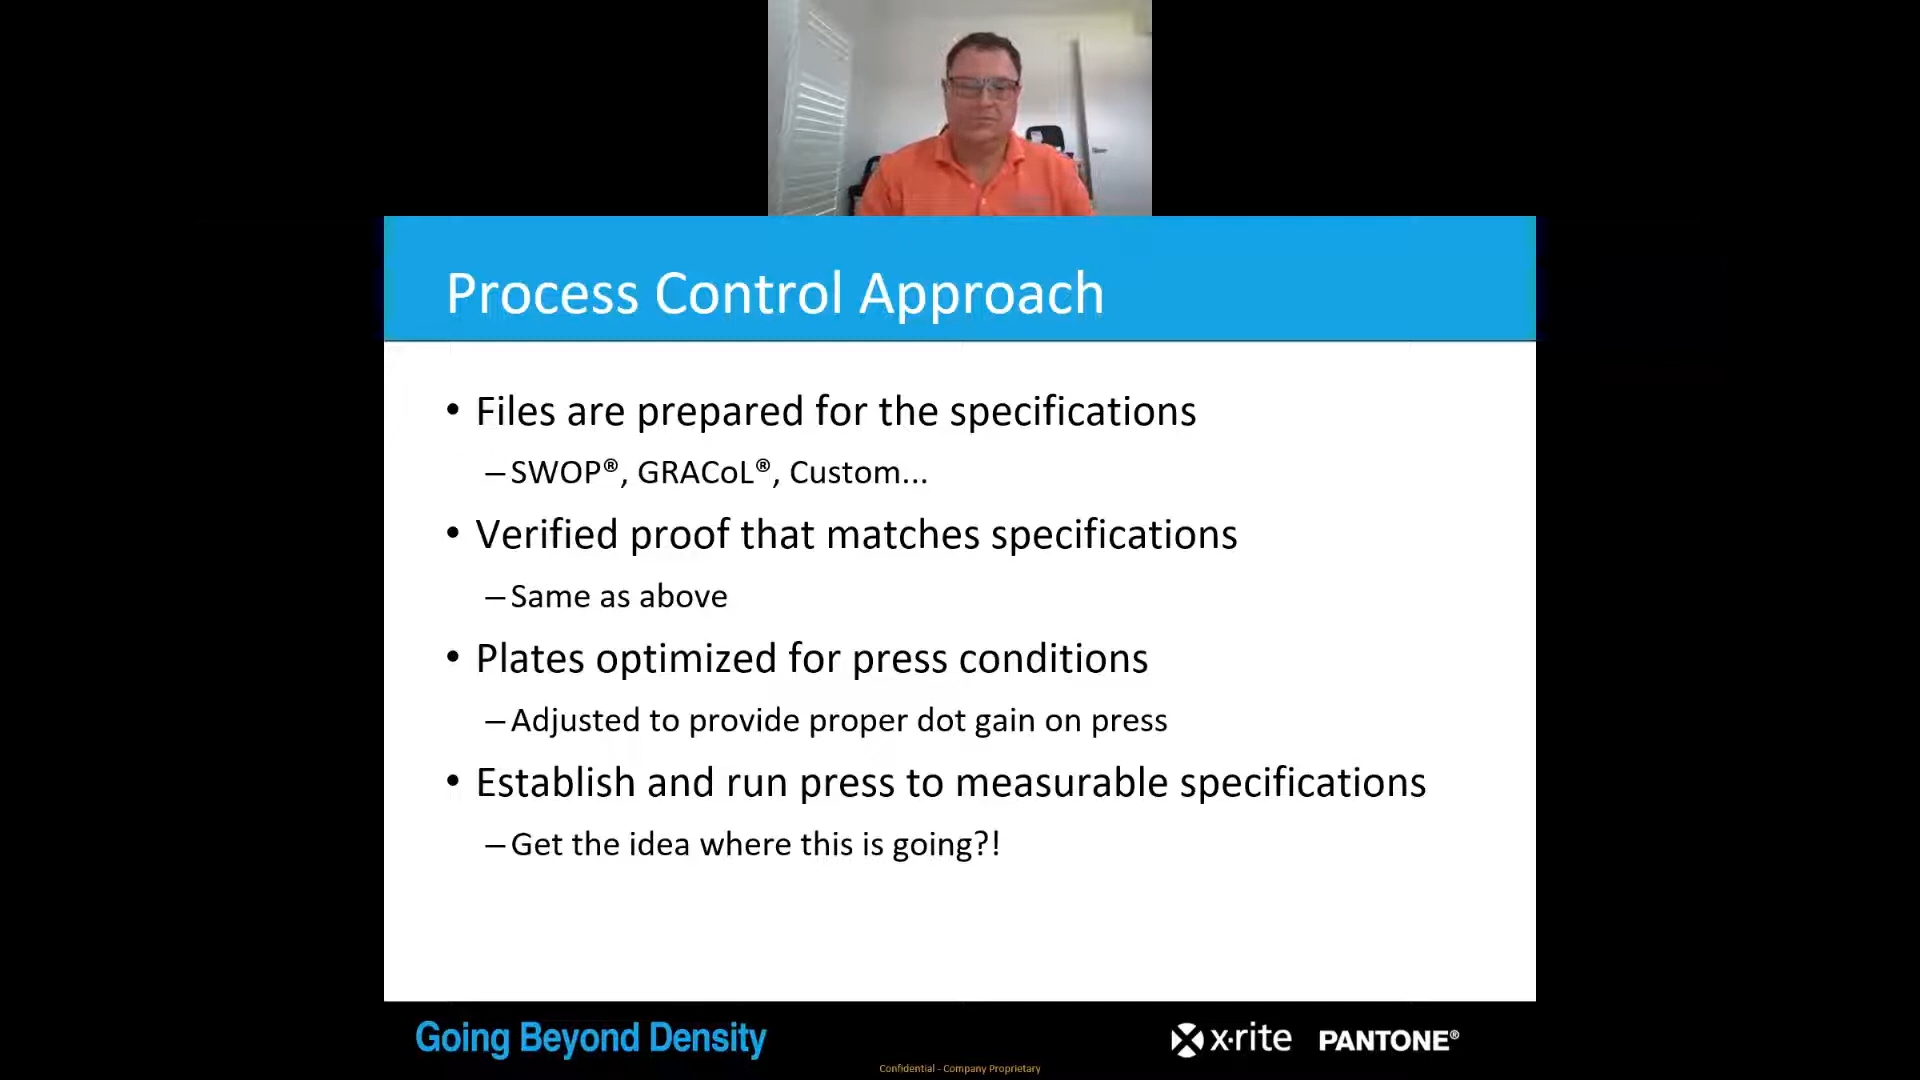 Process Control Approach
• Files are prepared for the specifications
– SWOP®, GRACoL®, Custom...
• Verified proof that matches specifications
– Same as above
• Plates optimized for press conditions
– Adjusted to provide proper dot gain on press
• Establish and run press to measurable specifications
– Get the idea where this is going?!
Going Beyond Density
x·rite PANTONE®
Confidential - Company Proprietary